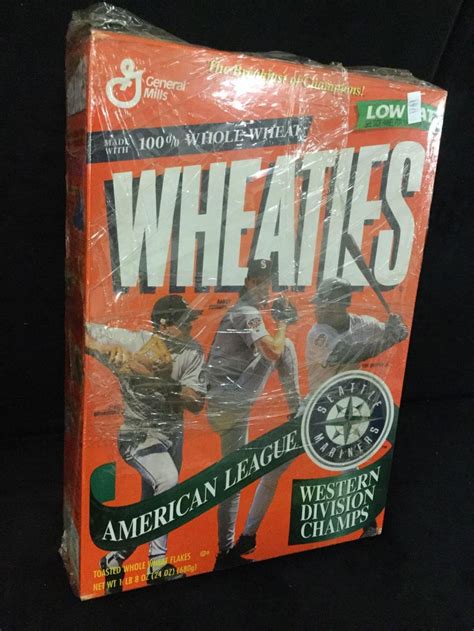 The Breakfast of Champions!
General
Mills
LOW FAT
MADE
WITH 100% WHOLE WHEAT
WHEATIES
RANDY
SEATTLE
MARINERS
AMERICAN LEAGUE
WESTERN
DIVISION
CHAMPS
TOASTED WHOLE WHEAT FLAKES
NET WT 1 LB 8 OZ (24 OZ) (680g)